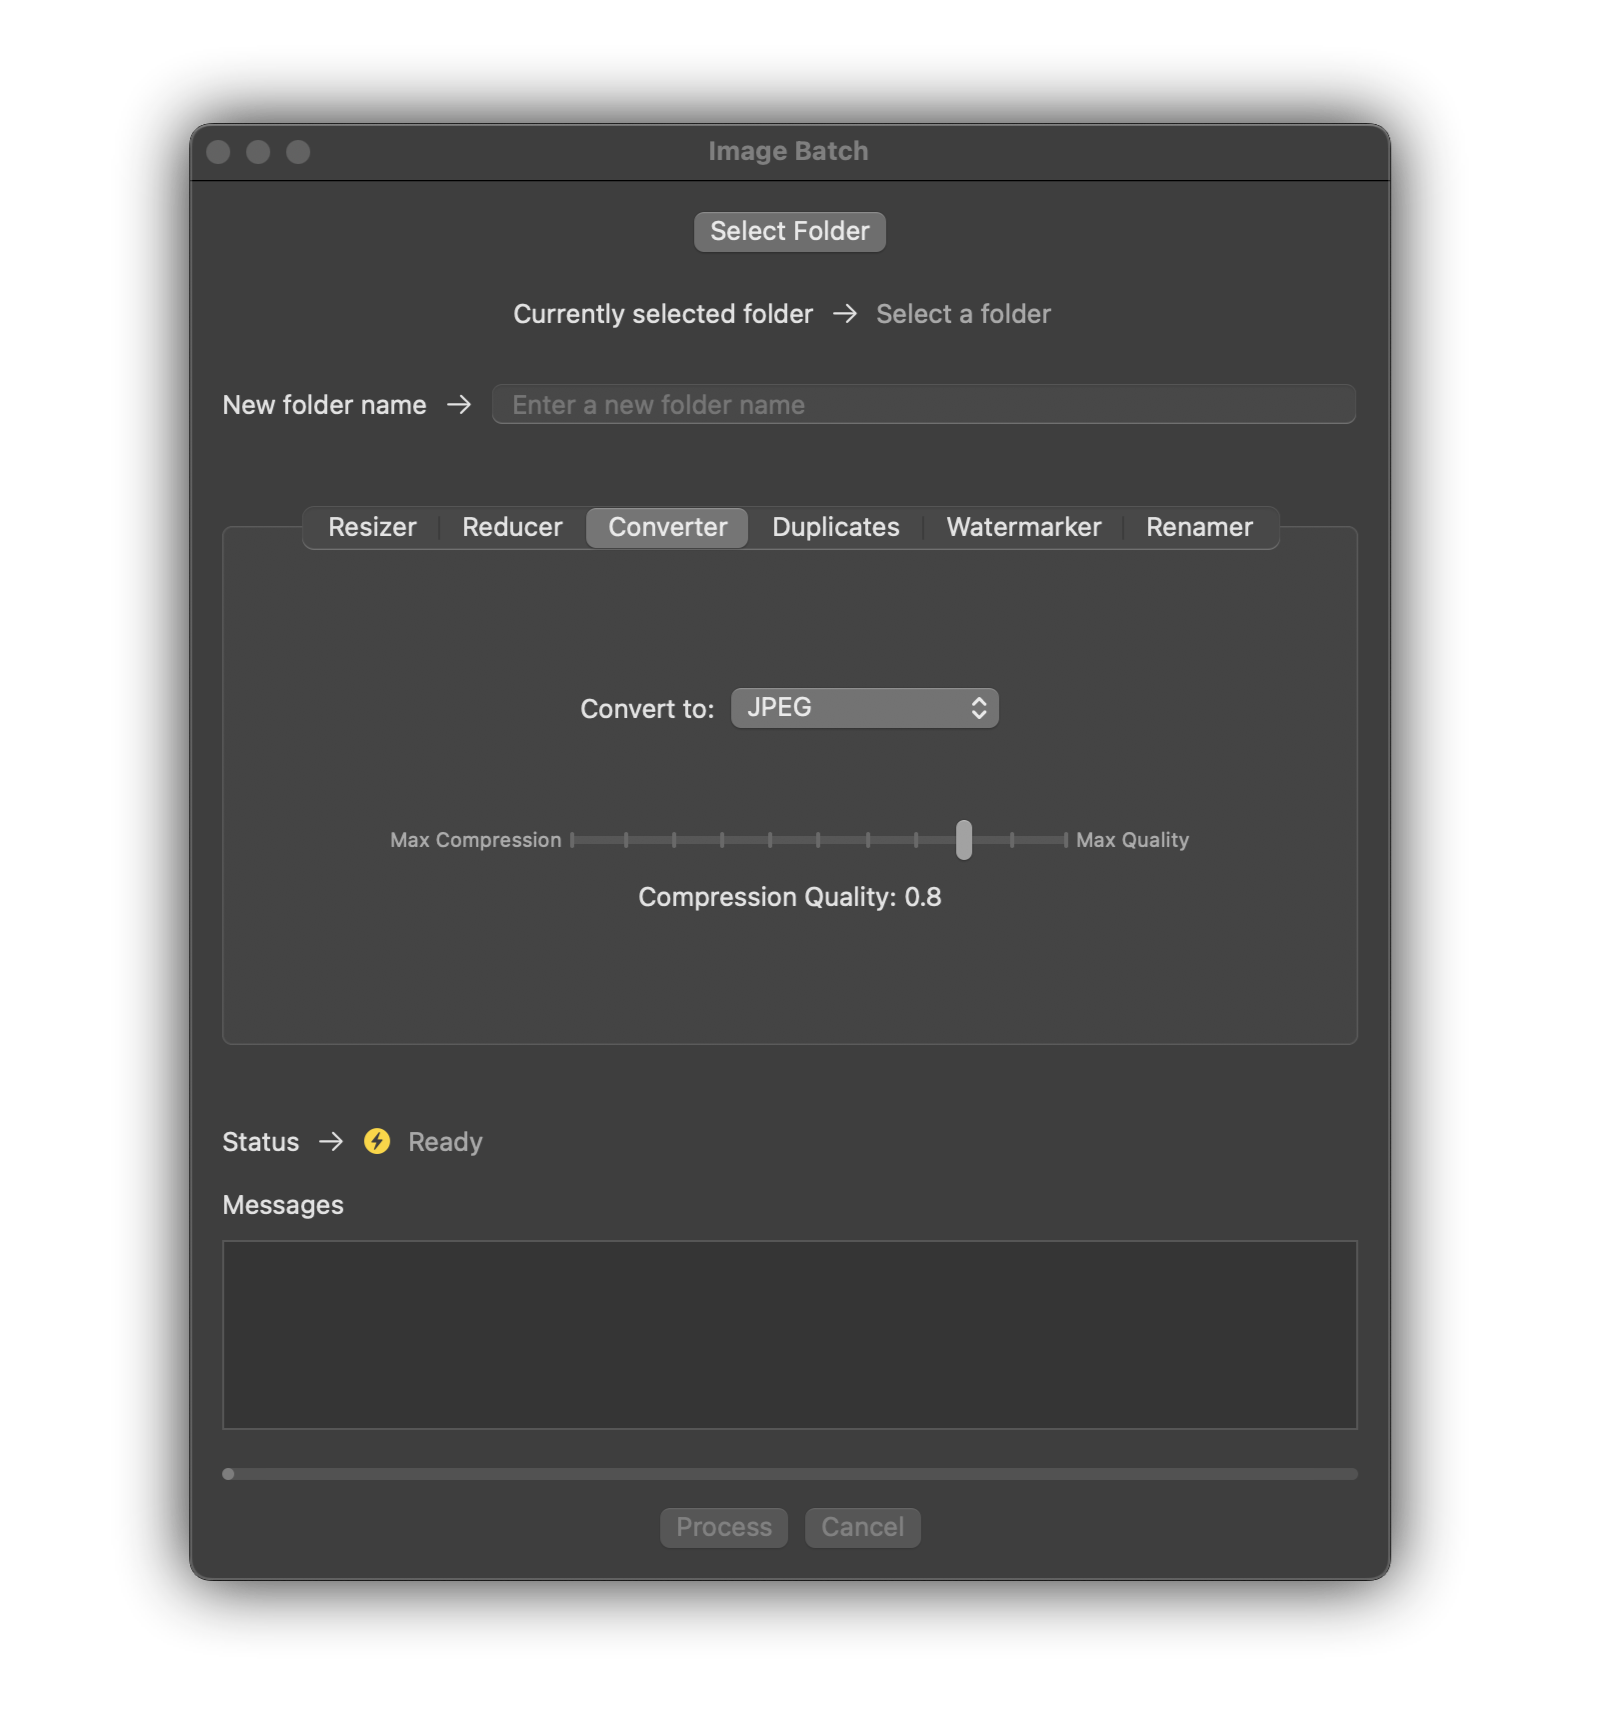 Image Batch
Select Folder
Currently selected folder → Select a folder
New folder name → Enter a new folder name
Resizer Reducer Converter Duplicates Watermarker Renamer
Convert to: JPEG
Max Compression Max Quality
Compression Quality: 0.8
Status → Ready
Messages
Process Cancel